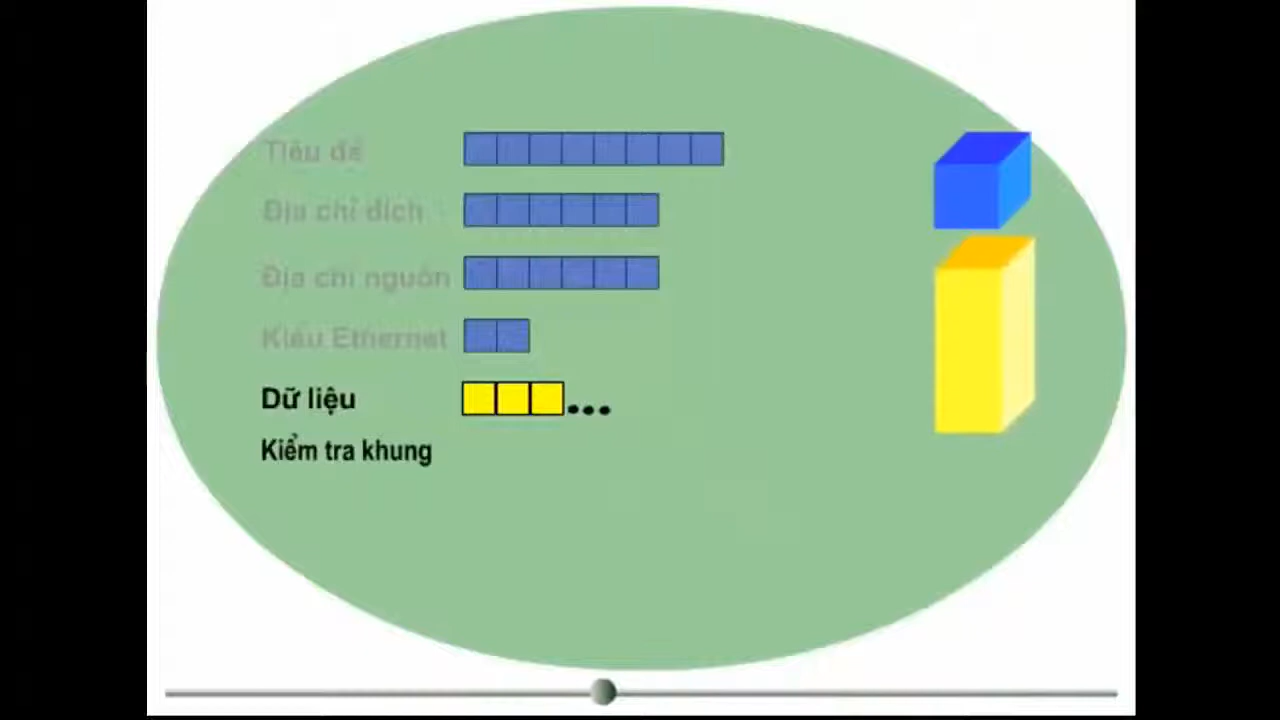 Tiêu đề
Địa chỉ đích
Địa chỉ nguồn
Kiểu Ethernet
Dữ liệu
Kiểm tra khung